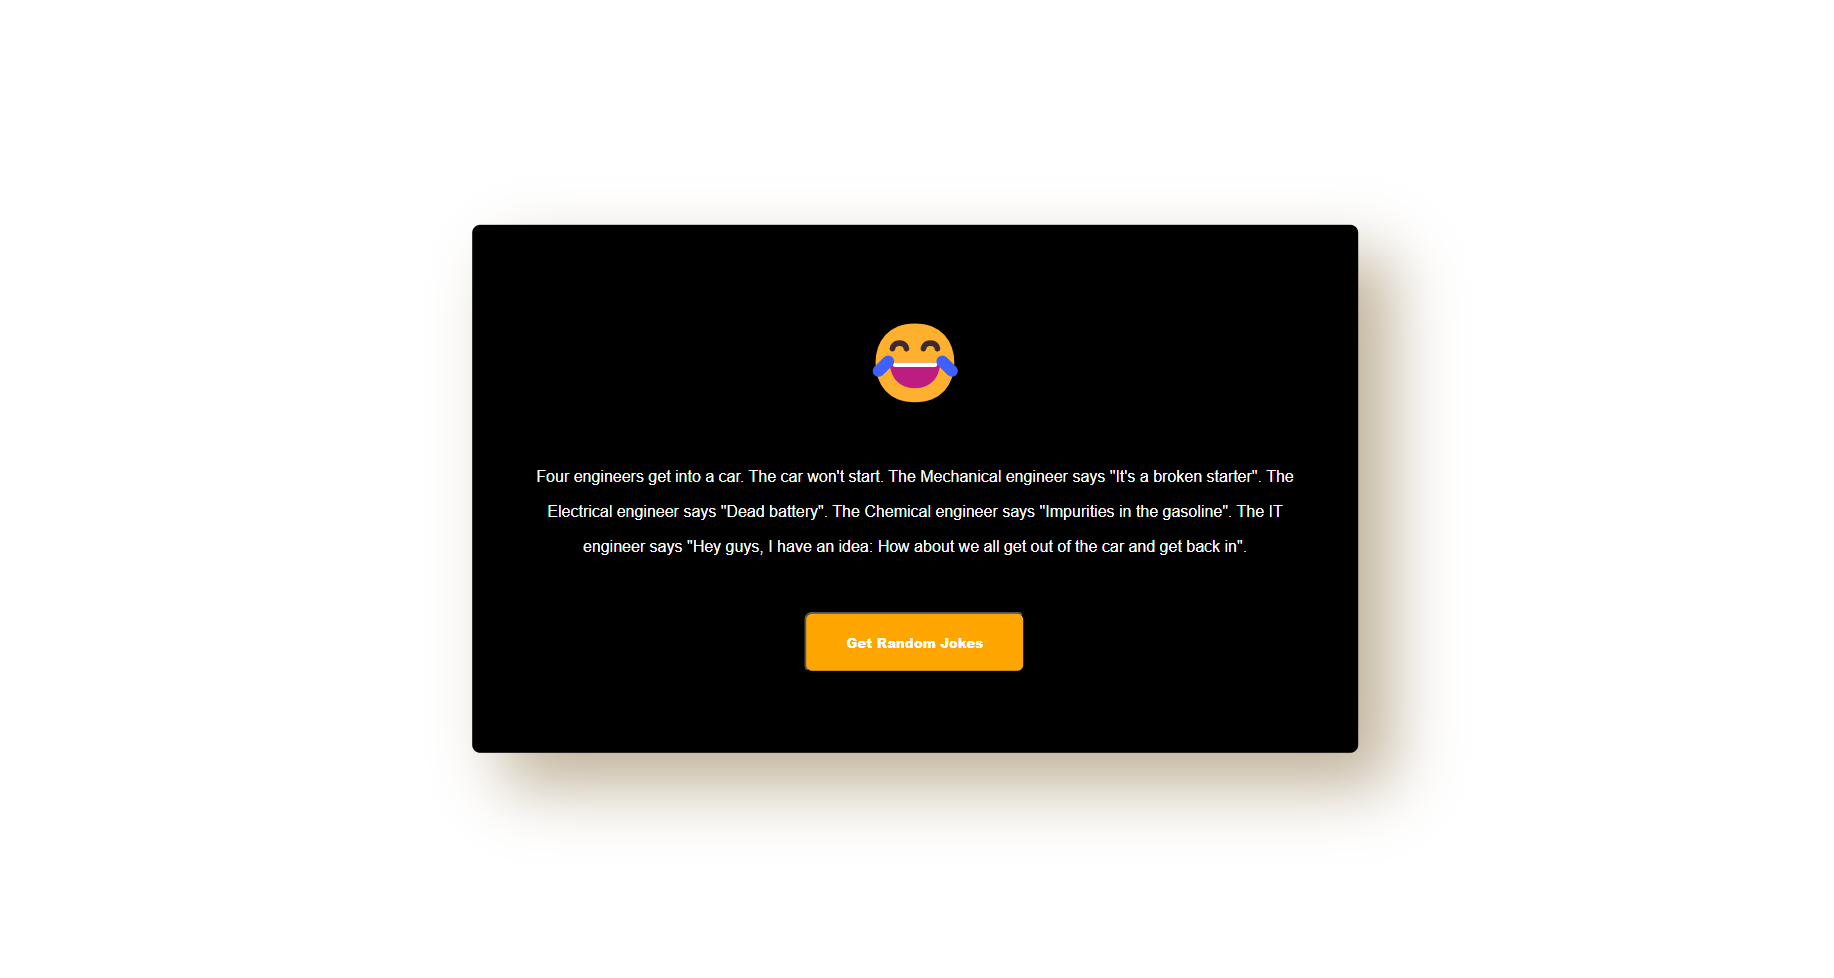 Four engineers get into a car. The car won't start. The Mechanical engineer says "It's a broken starter". The
Electrical engineer says "Dead battery". The Chemical engineer says "Impurities in the gasoline". The IT
engineer says "Hey guys, I have an idea: How about we all get out of the car and get back in".
Get Random Jokes